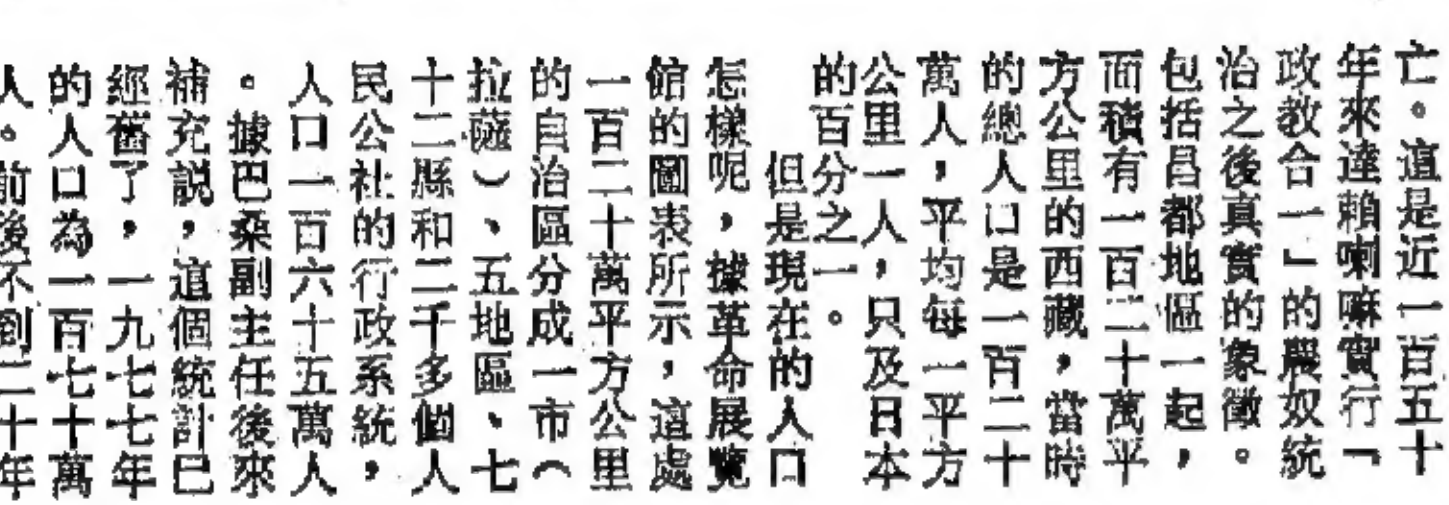 亡。這是近一百五十
年來達賴喇嘛實行「
政教合一」的農奴統
治之後真實的象徵。
包括昌都地區一起，
面積有一百二十萬平
方公里的西藏，當時
的總人口是一百二十
萬人，平均每一平方
公里一人，只及日本
的百分之一。
但是現在的人口
怎樣呢，據革命展覽
館的圖表所示，這處
一百二十萬平方公里
的自治區分成一市（
拉薩）、五地區、七
十二縣和二千多個人
民公社的行政系統，
人口一百六十五萬人
。據巴桑副主任後來
補充説，這個統計已
經舊了，一九七七年
的人口為一百七十萬
人。前後不到二十年